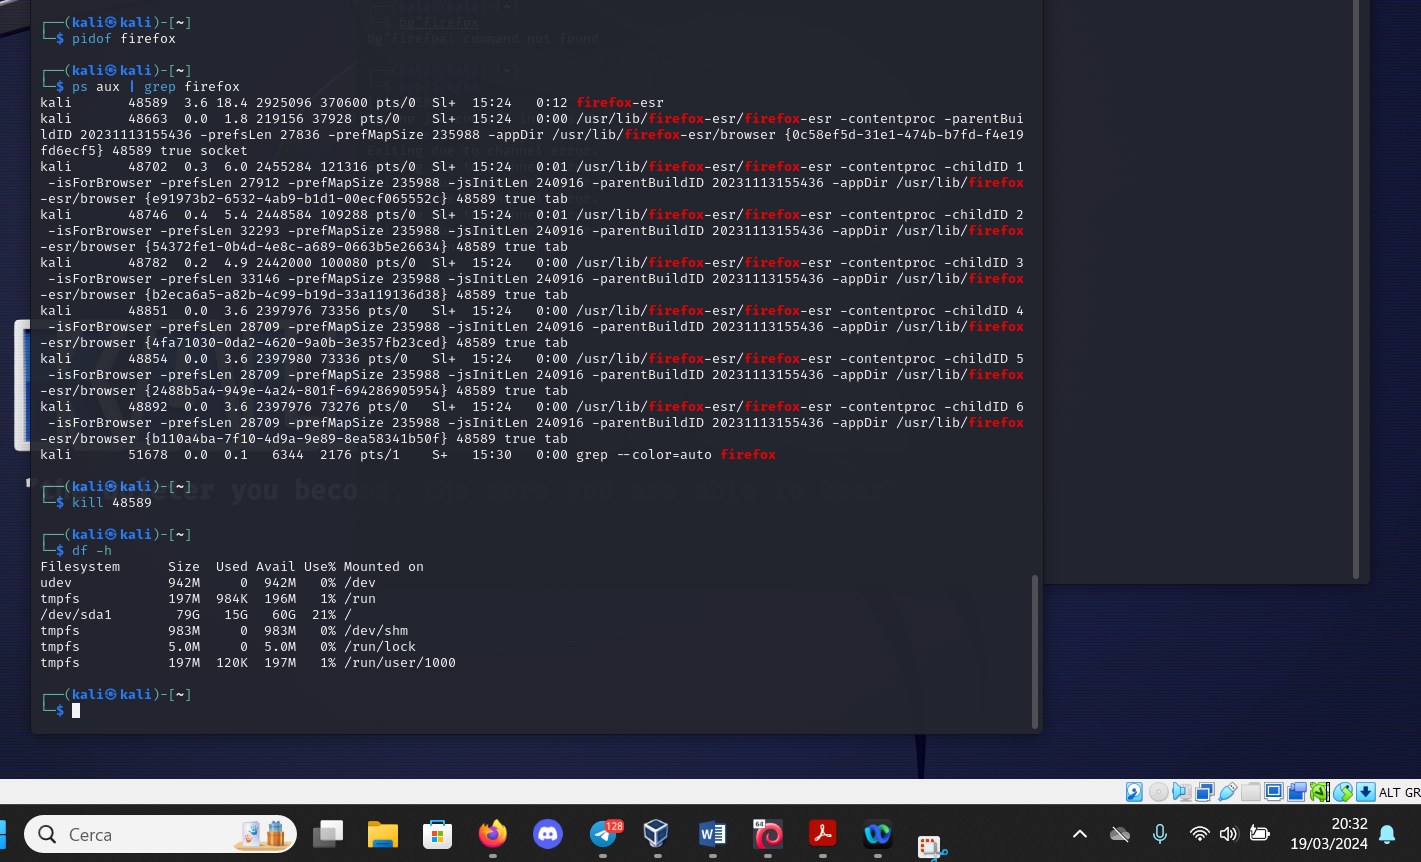 ┌──(kali㉿kali)-[~]
└─$ pidof firefox
┌──(kali㉿kali)-[~]
└─$ ps aux | grep firefox
kali 48589 3.6 18.4 2925096 370600 pts/0 Sl+ 15:24 0:12 firefox-esr
kali 48663 0.0 1.8 219156 37928 pts/0 Sl+ 15:24 0:00 /usr/lib/firefox-esr/firefox-esr -contentproc -parentBui
ldID 20231113155436 -prefsLen 27836 -prefMapSize 235988 -appDir /usr/lib/firefox-esr/browser {0c58ef5d-31e1-474b-b7fd-f4e19
fd6ecf5} 48589 true socket
kali 48702 0.3 6.0 2455284 121316 pts/0 Sl+ 15:24 0:01 /usr/lib/firefox-esr/firefox-esr -contentproc -childID 1
-isForBrowser -prefsLen 27912 -prefMapSize 235988 -jsInitLen 240916 -parentBuildID 20231113155436 -appDir /usr/lib/firefox
-esr/browser {e91973b2-6532-4ab9-b1d1-00ecf065552c} 48589 true tab
kali 48746 0.4 5.4 2448584 109288 pts/0 Sl+ 15:24 0:01 /usr/lib/firefox-esr/firefox-esr -contentproc -childID 2
-isForBrowser -prefsLen 32293 -prefMapSize 235988 -jsInitLen 240916 -parentBuildID 20231113155436 -appDir /usr/lib/firefox
-esr/browser {54372fe1-0b4d-4e8c-a689-0663b5e26634} 48589 true tab
kali 48782 0.2 4.9 2442000 100080 pts/0 Sl+ 15:24 0:00 /usr/lib/firefox-esr/firefox-esr -contentproc -childID 3
-isForBrowser -prefsLen 33146 -prefMapSize 235988 -jsInitLen 240916 -parentBuildID 20231113155436 -appDir /usr/lib/firefox
-esr/browser {b2eca6a5-a82b-4c99-b19d-33a119136d38} 48589 true tab
kali 48851 0.0 3.6 2397976 73356 pts/0 Sl+ 15:24 0:00 /usr/lib/firefox-esr/firefox-esr -contentproc -childID 4
-isForBrowser -prefsLen 28709 -prefMapSize 235988 -jsInitLen 240916 -parentBuildID 20231113155436 -appDir /usr/lib/firefox
-esr/browser {4fa71030-0da2-4620-9a0b-3e357fb23ced} 48589 true tab
kali 48854 0.0 3.6 2397980 73336 pts/0 Sl+ 15:24 0:00 /usr/lib/firefox-esr/firefox-esr -contentproc -childID 5
-isForBrowser -prefsLen 28709 -prefMapSize 235988 -jsInitLen 240916 -parentBuildID 20231113155436 -appDir /usr/lib/firefox
-esr/browser {2488b5a4-949e-4a24-801f-694286905954} 48589 true tab
kali 48892 0.0 3.6 2397976 73276 pts/0 Sl+ 15:24 0:00 /usr/lib/firefox-esr/firefox-esr -contentproc -childID 6
-isForBrowser -prefsLen 28709 -prefMapSize 235988 -jsInitLen 240916 -parentBuildID 20231113155436 -appDir /usr/lib/firefox
-esr/browser {b110a4ba-7f10-4d9a-9e89-8ea58341b50f} 48589 true tab
kali 51678 0.0 0.1 6344 2176 pts/1 S+ 15:30 0:00 grep --color=auto firefox
┌──(kali㉿kali)-[~]
└─$ kill 48589
┌──(kali㉿kali)-[~]
└─$ df -h
Filesystem Size Used Avail Use% Mounted on
udev 942M 0 942M 0% /dev
tmpfs 197M 984K 196M 1% /run
/dev/sda1 79G 15G 60G 21% /
tmpfs 983M 0 983M 0% /dev/shm
tmpfs 5.0M 0 5.0M 0% /run/lock
tmpfs 197M 120K 197M 1% /run/user/1000
┌──(kali㉿kali)-[~]
└─$
bg^firefox
bg^firefox: command not found
Exiting due to channel error.
you beco
ALT GR
Cerca
128
64
20:32
19/03/2024